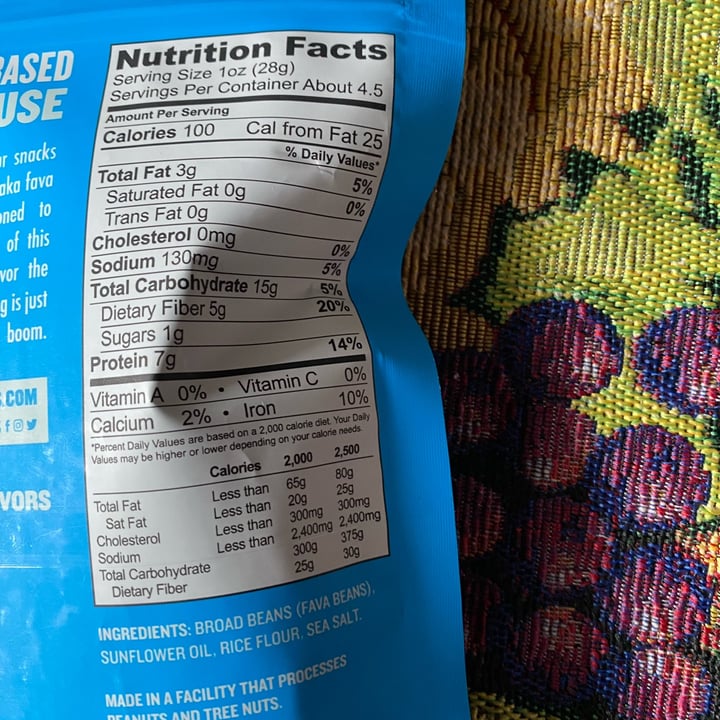 BASED
USE
or snacks
aka fava
oned to
of this
vor the
g is just
boom.
.COM
VORS
Nutrition Facts
Serving Size 1oz (28g)
Servings Per Container About 4.5
Amount Per Serving
Calories 100 Cal from Fat 25
% Daily Values*
Total Fat 3g 5%
Saturated Fat 0g 0%
Trans Fat 0g
Cholesterol 0mg 0%
Sodium 130mg 5%
Total Carbohydrate 15g 5%
Dietary Fiber 5g 20%
Sugars 1g
Protein 7g 14%
Vitamin A 0% • Vitamin C 0%
Calcium 2% • Iron 10%
*Percent Daily Values are based on a 2,000 calorie diet. Your Daily
Values may be higher or lower depending on your calorie needs.
Calories 2,000 2,500
Total Fat Less than 65g 80g
Sat Fat Less than 20g 25g
Cholesterol Less than 300mg 300mg
Sodium Less than 2,400mg 2,400mg
Total Carbohydrate 300g 375g
Dietary Fiber 25g 30g
INGREDIENTS: BROAD BEANS (FAVA BEANS),
SUNFLOWER OIL, RICE FLOUR, SEA SALT.
MADE IN A FACILITY THAT PROCESSES
PEANUTS AND TREE NUTS.